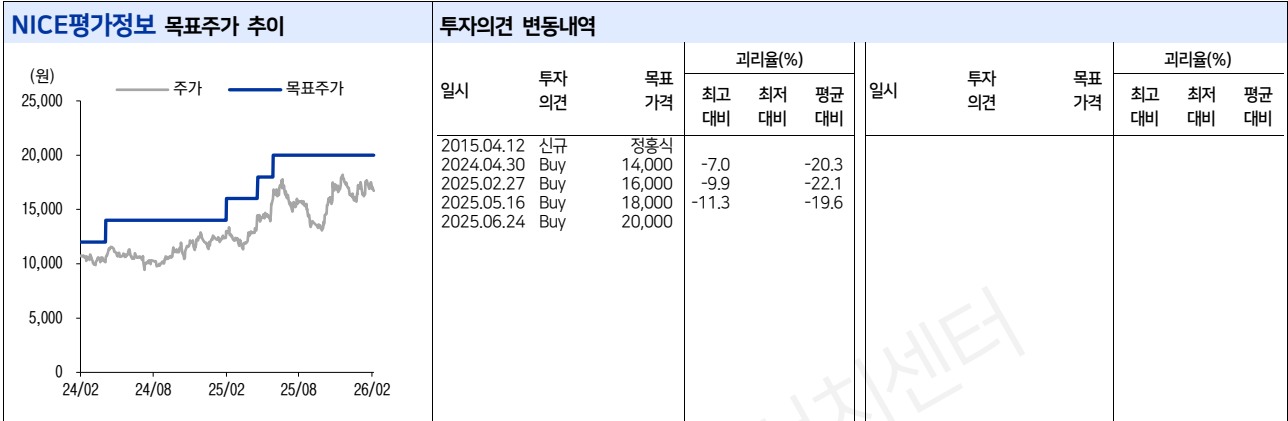 NICE평가정보 목표주가 추이
투자의견 변동내역
(원)
주가 목표주가
25,000
20,000
15,000
10,000
5,000
0
24/02 24/08 25/02 25/08 26/02
일시 투자의견 목표가격 괴리율(%)
최고대비 최저대비 평균대비
2015.04.12 신규 정홍식
2024.04.30 Buy 14,000 -7.0 -20.3
2025.02.27 Buy 16,000 -9.9 -22.1
2025.05.16 Buy 18,000 -11.3 -19.6
2025.06.24 Buy 20,000
일시 투자의견 목표가격 괴리율(%)
최고대비 최저대비 평균대비
센터